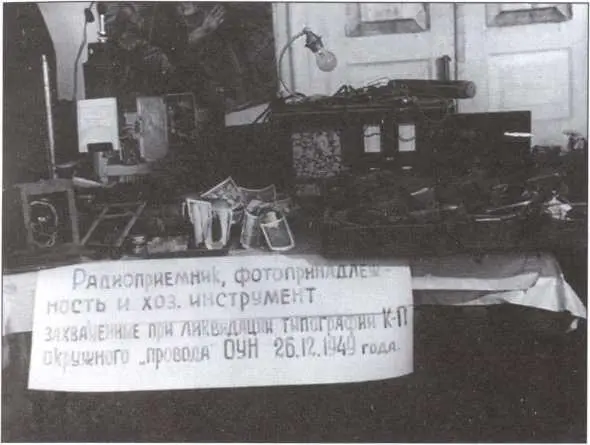 Радиоприемник, фотопринадлеж-
ность и хоз. инструмент
захваченные при ликвидации типографии К-П
окружного „провода" ОУН 26.12.1949 года.